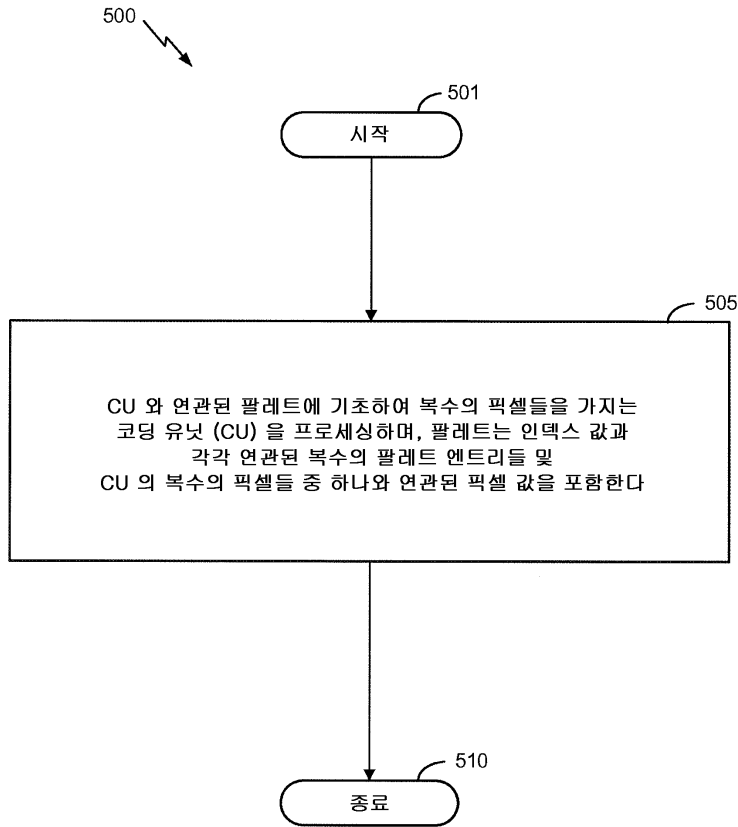 500
501
시작
505
CU 와 연관된 팔레트에 기초하여 복수의 픽셀들을 가지는
코딩 유닛 (CU) 을 프로세싱하며, 팔레트는 인덱스 값과
각각 연관된 복수의 팔레트 엔트리들 및
CU 의 복수의 픽셀들 중 하나와 연관된 픽셀 값을 포함한다
510
종료